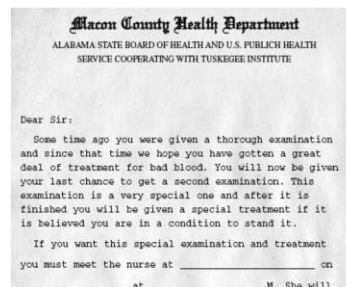 Macon County Health Department
ALABAMA STATE BOARD OF HEALTH AND U.S. PUBLICH HEALTH
SERVICE COOPERATING WITH TUSKEGEE INSTITUTE
Dear Sir:
Some time ago you were given a thorough examination
and since that time we hope you have gotten a great
deal of treatment for bad blood. You will now be given
your last chance to get a second examination. This
examination is a very special one and after it is
finished you will be given a special treatment if it
is believed you are in a condition to stand it.
If you want this special examination and treatment
you must meet the nurse at ____________________ on
____________________ at ____________________ M. She will